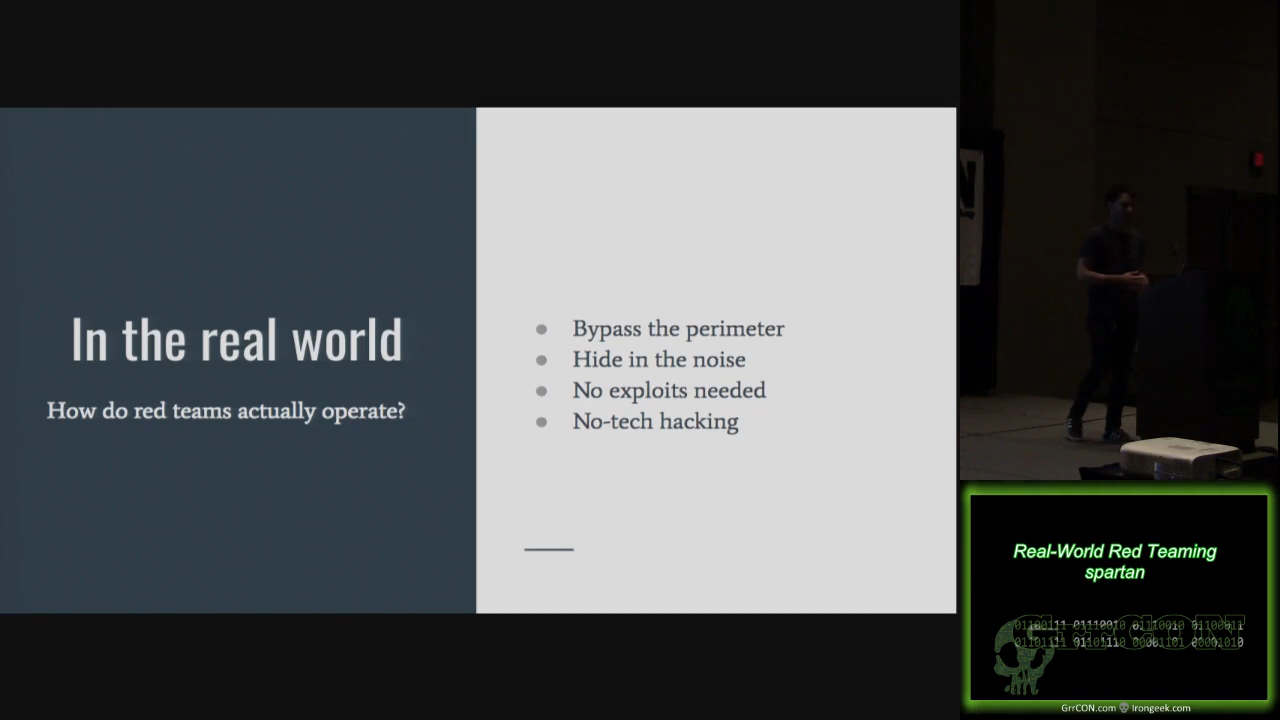 In the real world
How do red teams actually operate?
Bypass the perimeter
Hide in the noise
No exploits needed
No-tech hacking
N
Real-World Red Teaming
spartan
GrrCON
GrrCON.com Irongeek.com